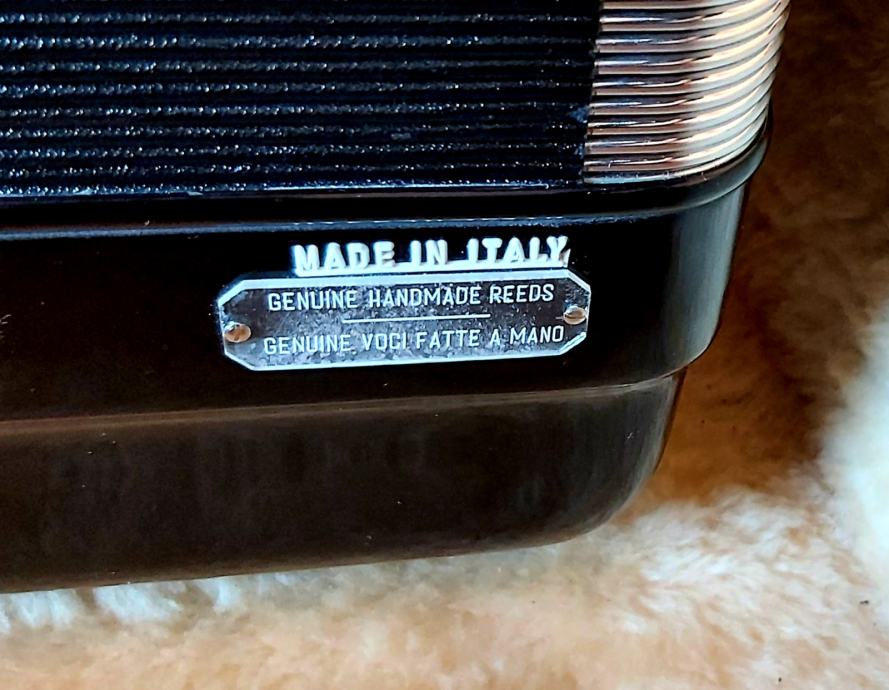 MADE IN ITALY
GENUINE HANDMADE REEDS
GENUINE VOCI FATTE A MANO